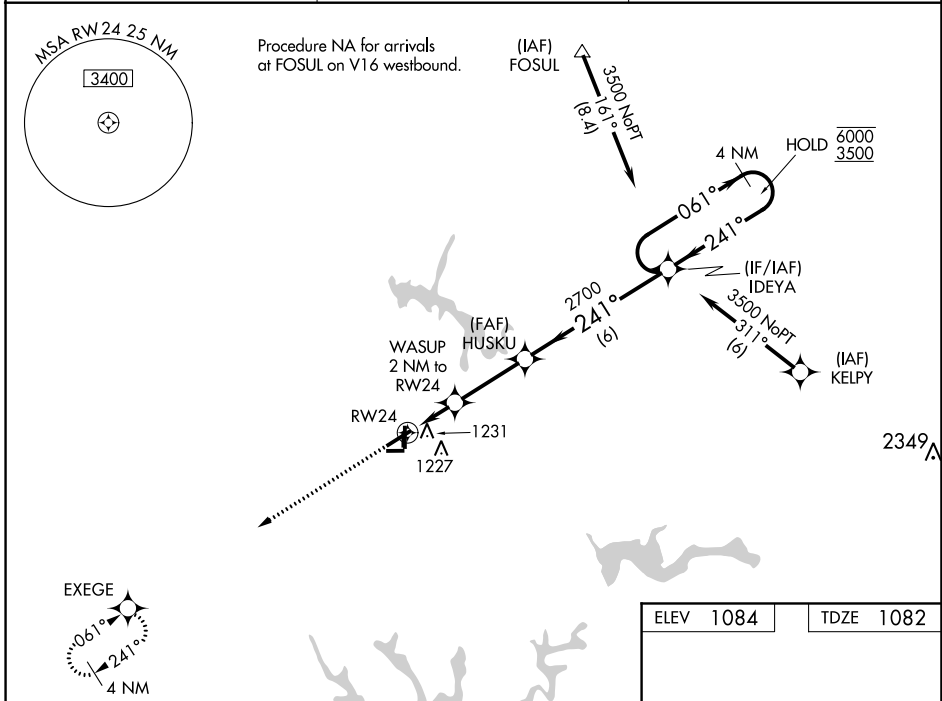 MSA RW24 25 NM
3400
Procedure NA for arrivals
at FOSUL on V16 westbound.
(IAF)
FOSUL
3500 NoPT
161°
(8.4)
4 NM
HOLD 6000
3500
061°
241°
(IF/IAF)
IDEYA
2700
241°
(6)
3500 NoPT
311°
(6)
(IAF)
KELPY
(FAF)
HUSKU
WASUP
2 NM to
RW24
RW24
1231
1227
2349
EXEGE
061°
241°
4 NM
ELEV 1084
TDZE 1082